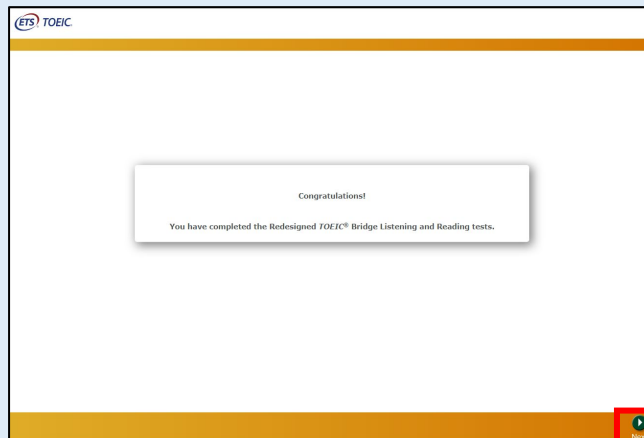 ETS TOEIC.
Congratulations!
You have completed the Redesigned TOEIC® Bridge Listening and Reading tests.